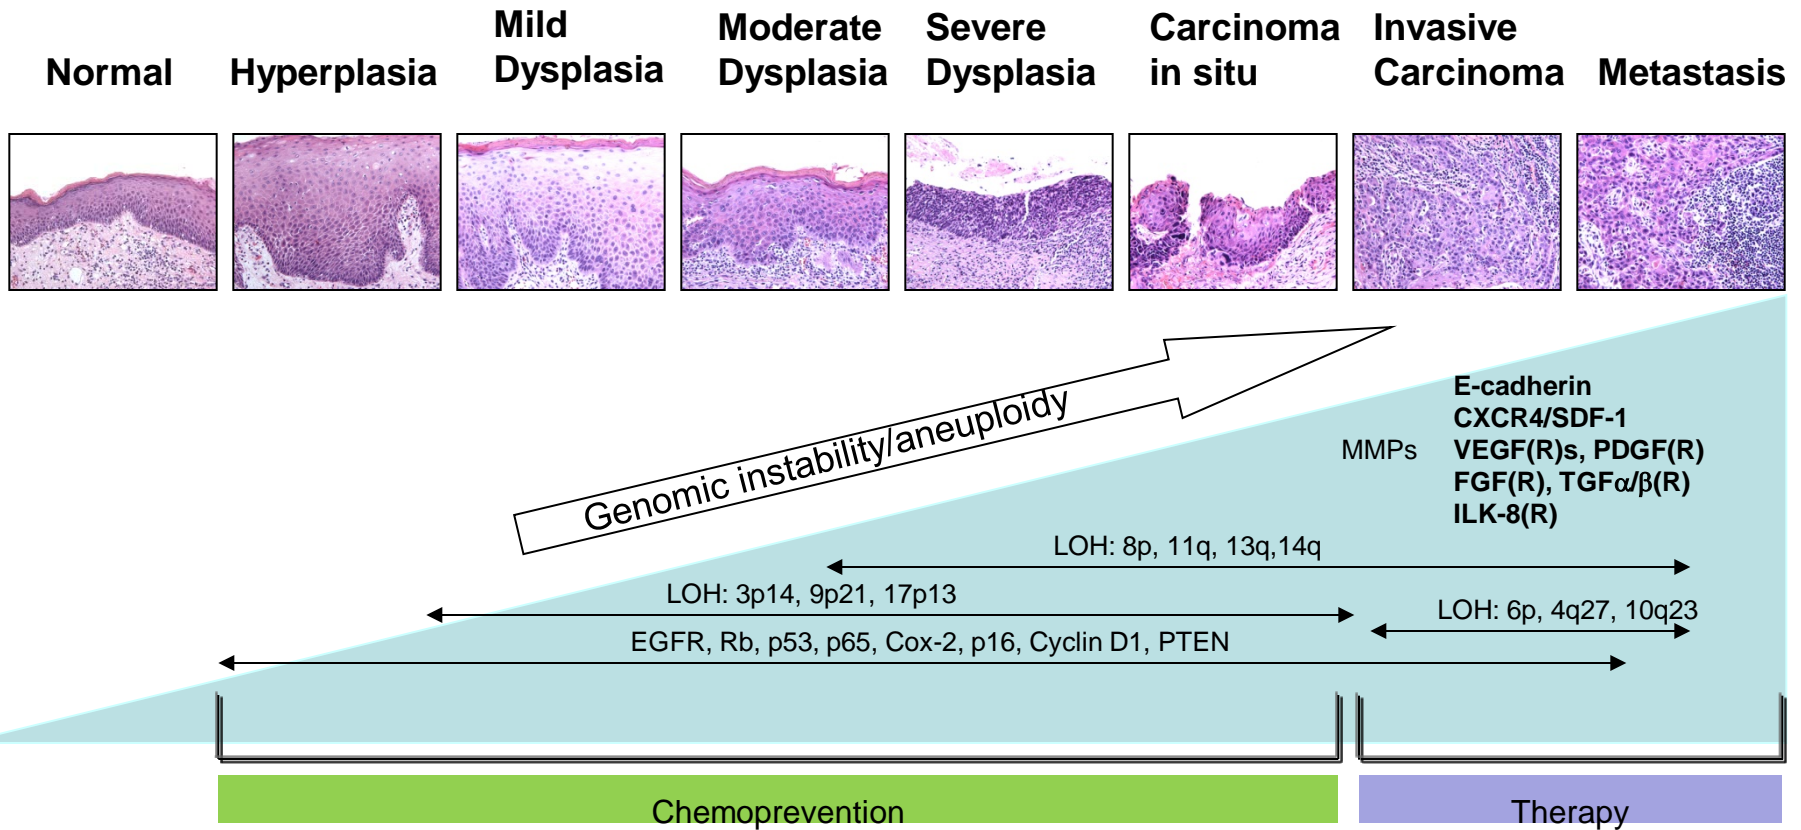 Normal
Hyperplasia
Mild
Dysplasia
Moderate
Dysplasia
Severe
Dysplasia
Carcinoma
in situ
Invasive
Carcinoma
Metastasis
Genomic instability/aneuploidy
MMPs
E-cadherin
CXCR4/SDF-1
VEGF(R)s, PDGF(R)
FGF(R), TGFα/β(R)
ILK-8(R)
LOH: 8p, 11q, 13q,14q
LOH: 3p14, 9p21, 17p13
LOH: 6p, 4q27, 10q23
EGFR, Rb, p53, p65, Cox-2, p16, Cyclin D1, PTEN
Chemoprevention
Therapy